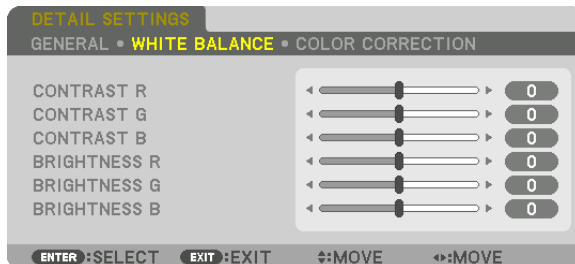 DETAIL SETTINGS
GENERAL • WHITE BALANCE • COLOR CORRECTION
CONTRAST R 0
CONTRAST G 0
CONTRAST B 0
BRIGHTNESS R 0
BRIGHTNESS G 0
BRIGHTNESS B 0
ENTER:SELECT EXIT:EXIT :MOVE :MOVE